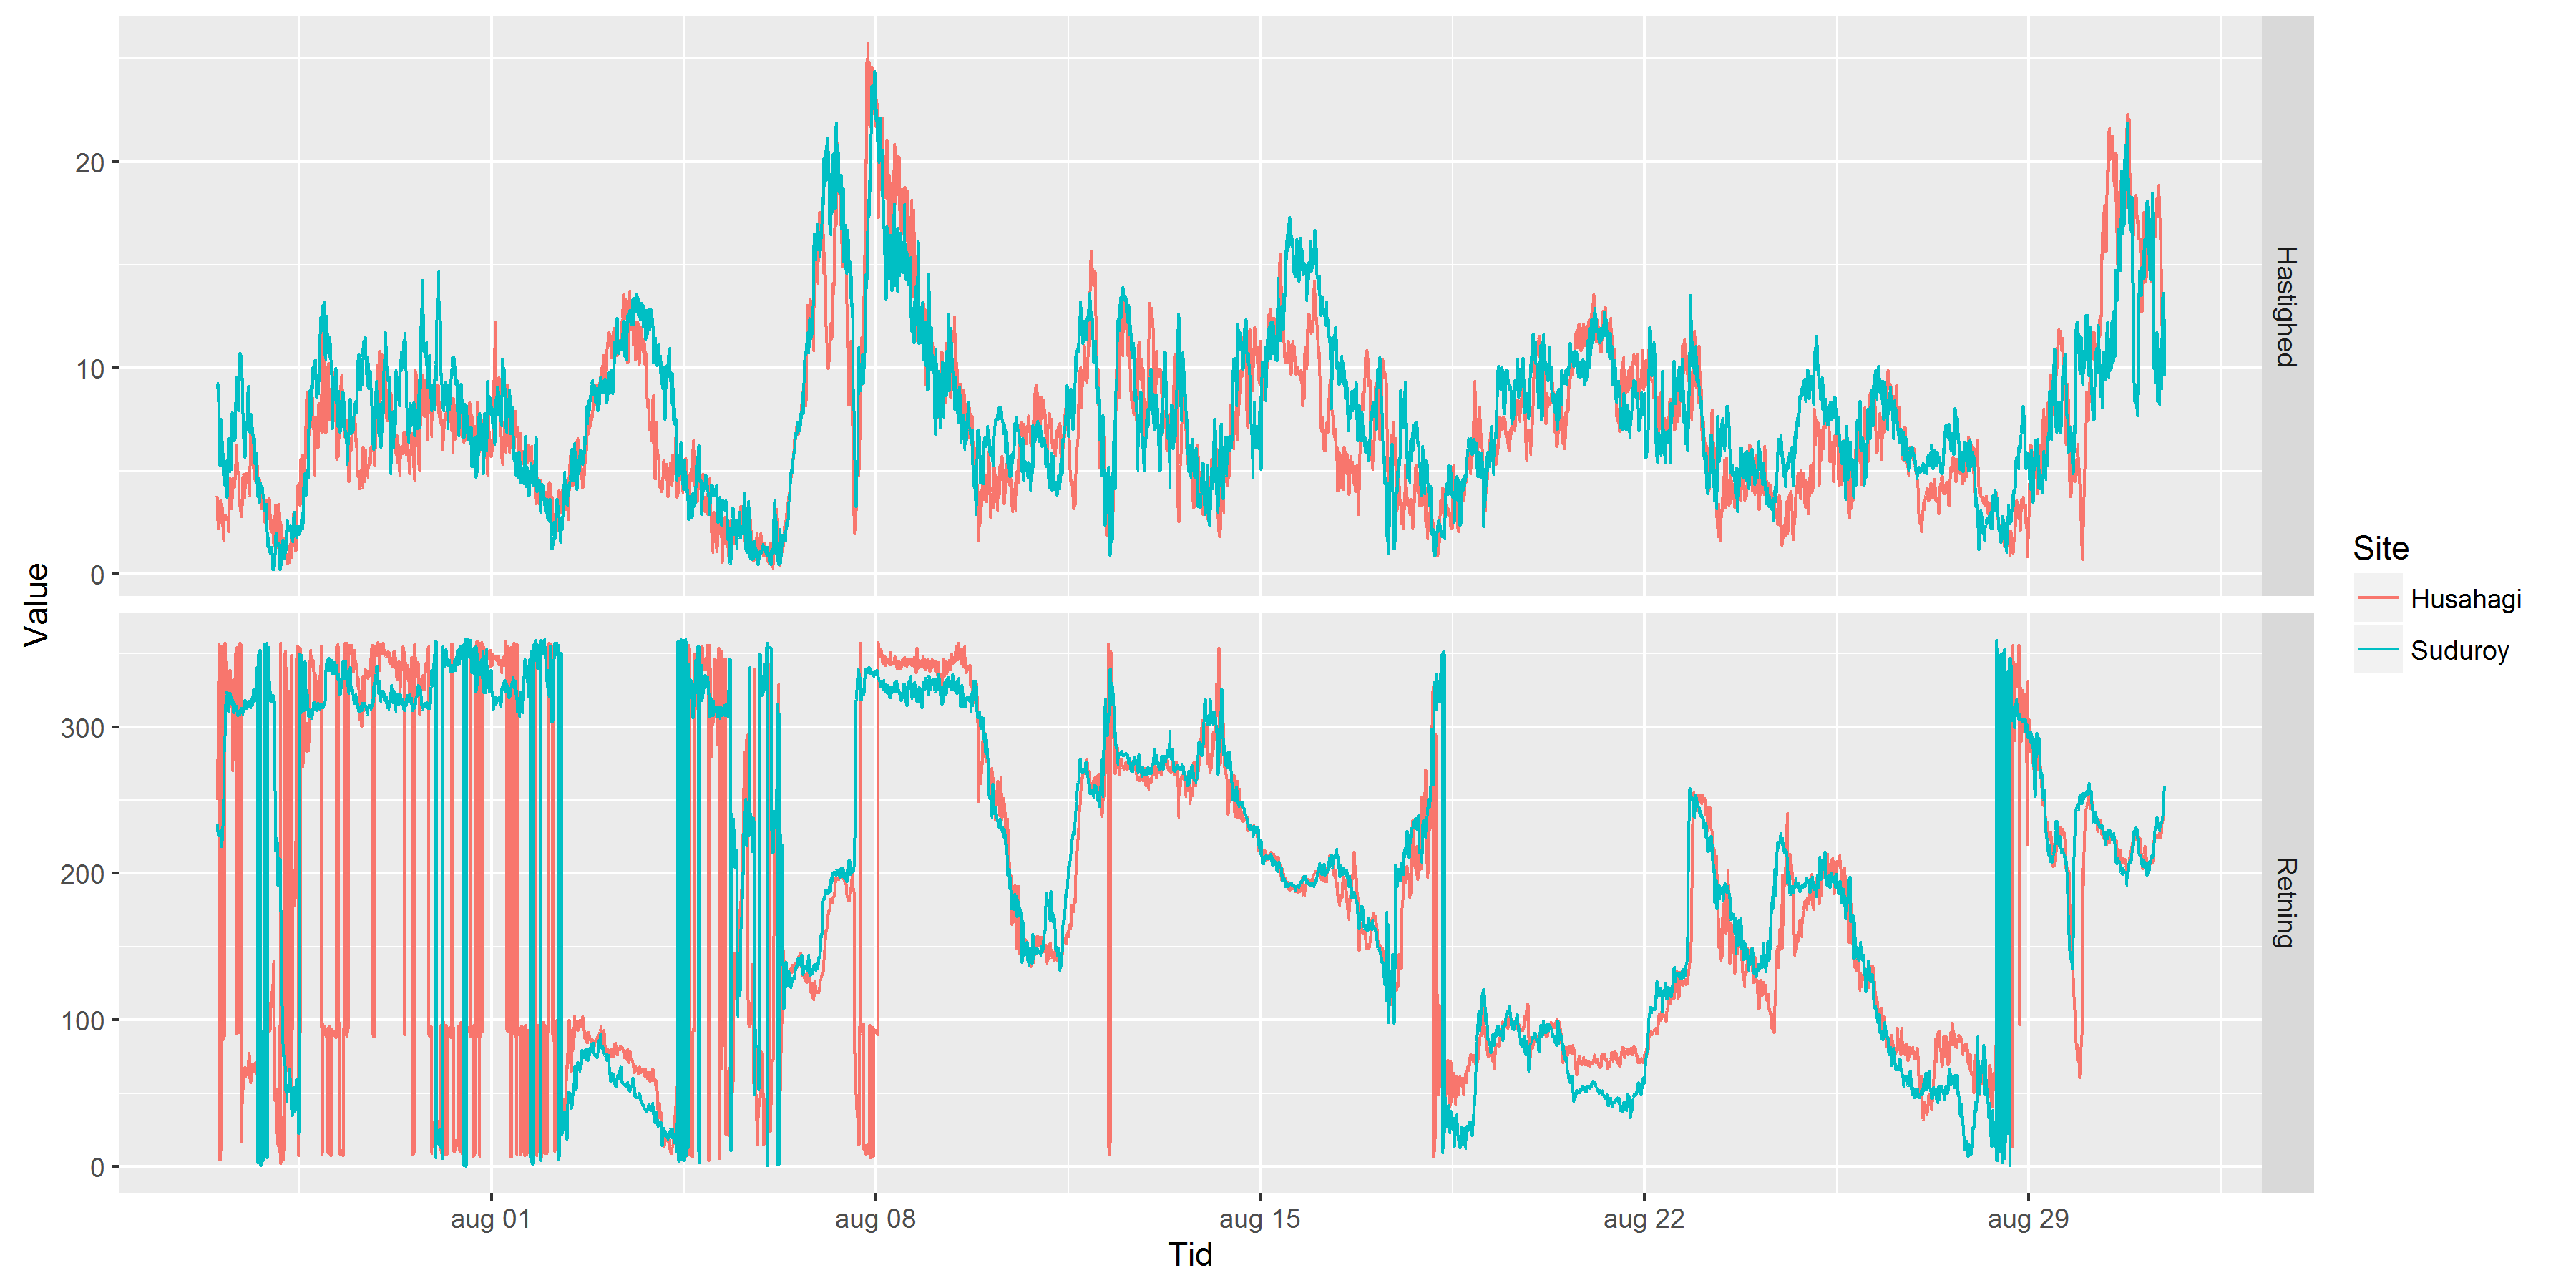 Value
20
10
0
Hastighed
300
200
100
0
Retning
aug 01
aug 08
aug 15
aug 22
aug 29
Tid
Site
Husahagi
Suduroy